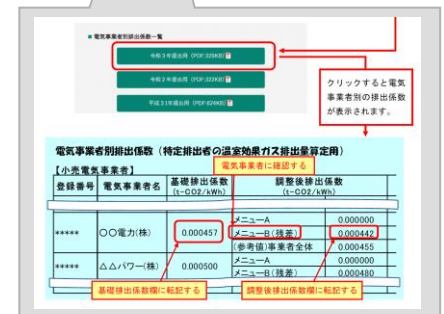 ■ 電気事業者別排出係数一覧
令和3年提出用 (PDF:329KB)
令和2年提出用 (PDF:322KB)
平成31年提出用 (PDF:624KB)
クリックすると電気
事業者別の排出係数
が表示されます。
電気事業者別排出係数(特定排出者の温室効果ガス排出量算定用)
【小売電気事業者】
電気事業者に確認する
登録番号 電気事業者名 基礎排出係数 調整後排出係数
(t-CO2/kWh) (t-CO2/kWh)
***** 〇〇電力(株) 0.000457 メニューA 0.000000
メニューB(残差) 0.000442
(参考値)事業者全体 0.000455
***** △△パワー(株) 0.000500 メニューA 0.000000
メニューB(残差) 0.000480
基礎排出係数欄に転記する 調整後排出係数欄に転記する